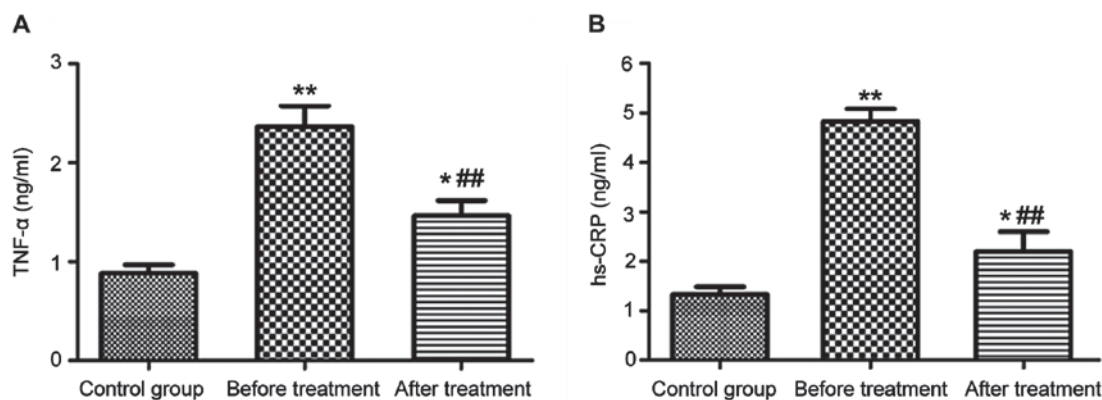 A
TNF-α (ng/ml)
3
2
1
0
**
* ##
Control group Before treatment After treatment
B
hs-CRP (ng/ml)
6
5
4
3
2
1
0
**
* ##
Control group Before treatment After treatment